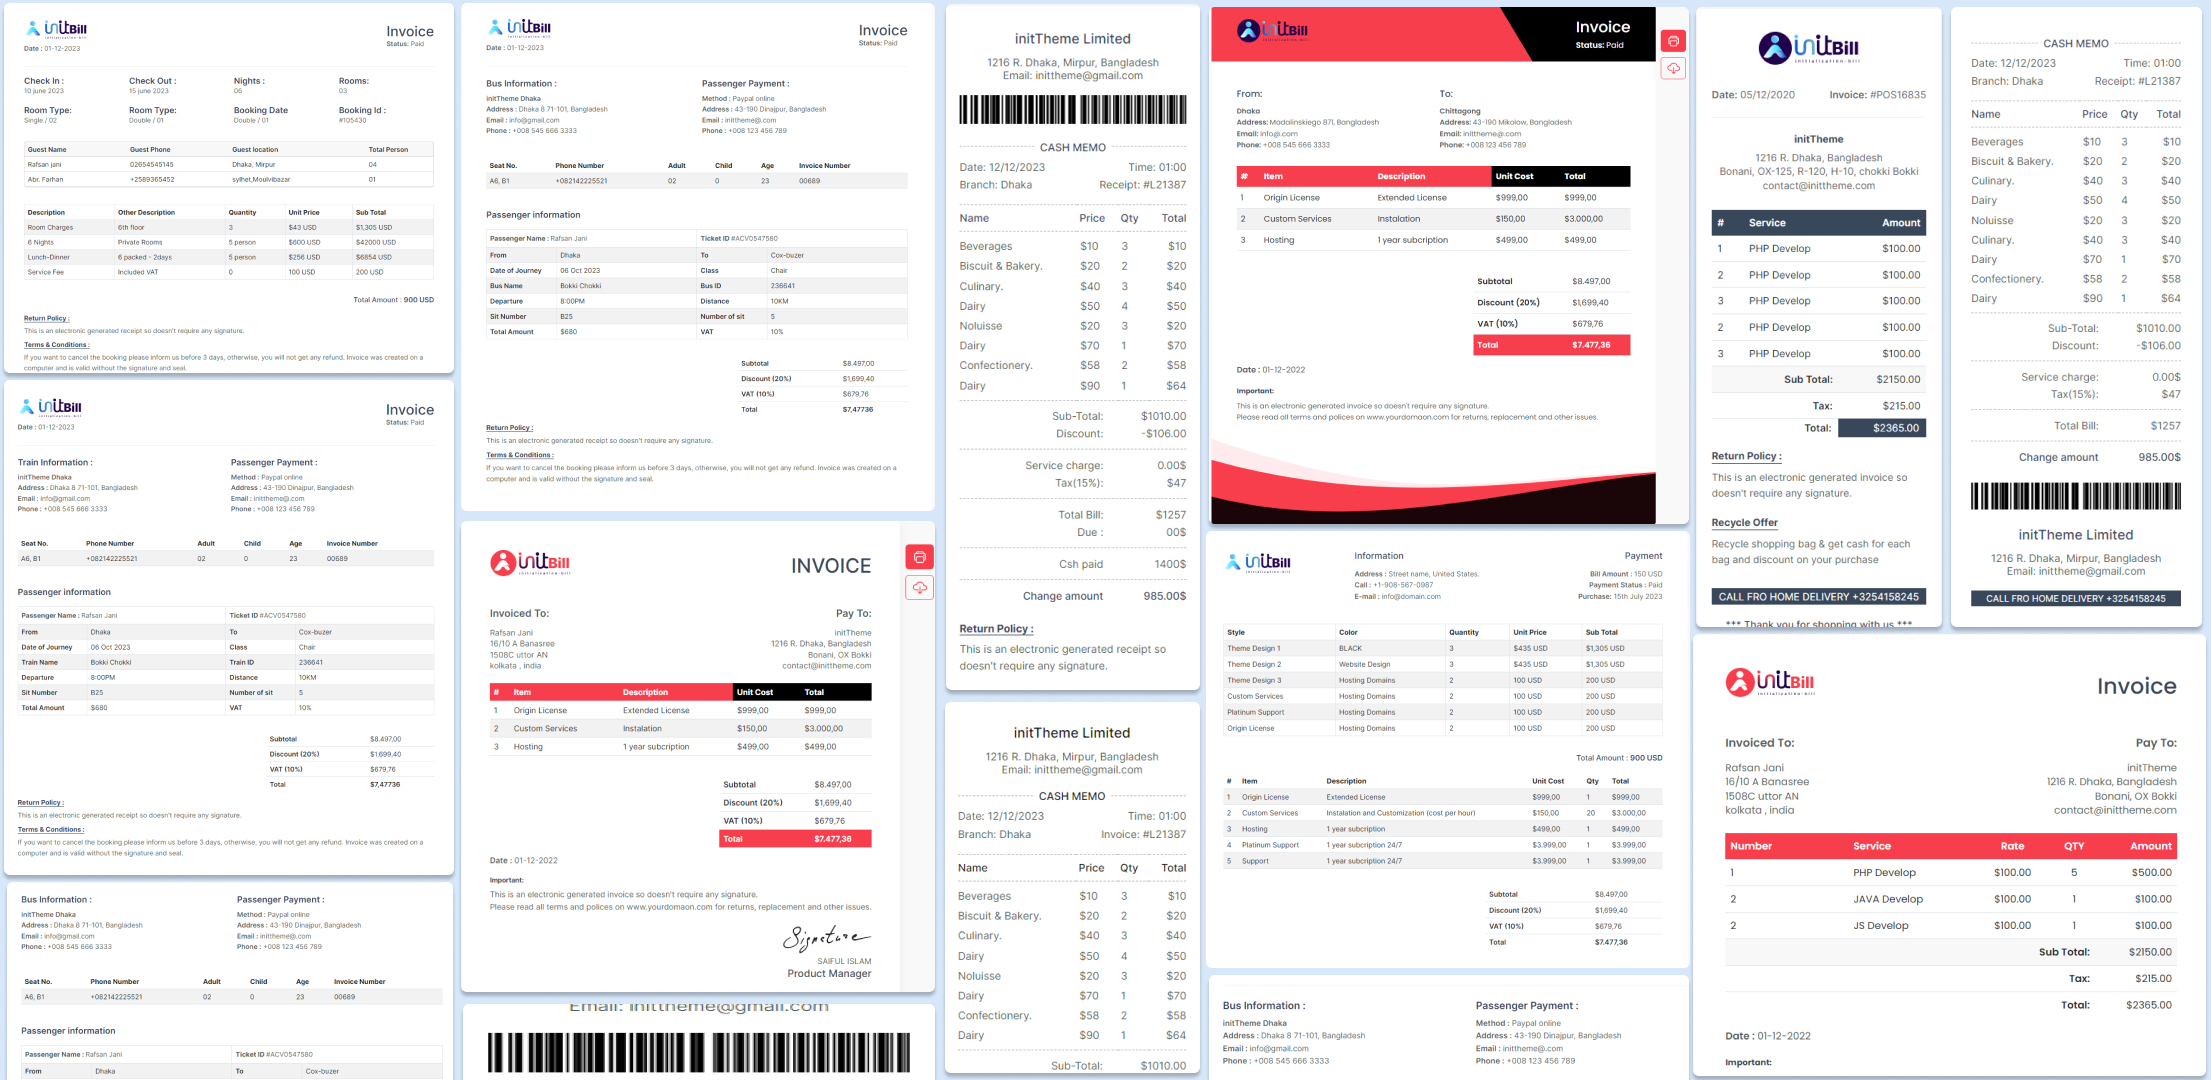 initBill
initialization-bill
Invoice
Status: Paid
Date : 01-12-2023
Check In :
Check Out :
Nights :
Rooms:
10 june 2023
15 june 2023
06
03
Room Type:
Room Type:
Booking Date
Booking Id :
Single / 02
Double / 01
Double / 01
#105430
Guest Name Guest Phone Guest location Total Person
Rafsan jani 02654545145 Dhaka, Mirpur 04
Abr. Farhan +2589365452 sylhet,Moulvibazar 01
Description Other Description Quantity Unit Price Sub Total
Room Charges 6th floor 3 $43 USD $1,305 USD
6 Nights Private Rooms 5 person $600 USD $42000 USD
Lunch-Dinner 6 packed - 2days 5 person $256 USD $6854 USD
Service Fee Included VAT 0 100 USD 200 USD
Total Amount : 900 USD
Return Policy :
This is an electronic generated receipt so doesn't require any signature.
Terms & Conditions :
If you want to cancel the booking please inform us before 3 days, otherwise, you will not get any refund. Invoice was created on a
computer and is valid without the signature and seal.
initBill
initialization-bill
Invoice
Status: Paid
Date : 01-12-2023
Train Information :
Passenger Payment :
initTheme Dhaka
Method : Paypal online
Address : Dhaka 8 71-101, Bangladesh
Address : 43-190 Dinajpur, Bangladesh
Email : info@gmail.com
Email : inittheme@.com
Phone : +008 545 666 3333
Phone : +008 123 456 789
Seat No. Phone Number Adult Child Age Invoice Number
A6, B1 +082142225521 02 0 23 00689
Passenger information
Passenger Name : Rafsan Jani Ticket ID #ACV0547580
From Dhaka To Cox-buzer
Date of Journey 06 Oct 2023 Class Chair
Train Name Bokki Chokki Train ID 236641
Departure 8:00PM Distance 10KM
Sit Number B25 Number of sit 5
Total Amount $680 VAT 10%
Subtotal $8.497,00
Discount (20%) $1,699,40
VAT (10%) $679,76
Total $7,47736
Return Policy :
This is an electronic generated receipt so doesn't require any signature.
Terms & Conditions :
If you want to cancel the booking please inform us before 3 days, otherwise, you will not get any refund. Invoice was created on a
computer and is valid without the signature and seal.
Bus Information :
Passenger Payment :
initTheme Dhaka
Method : Paypal online
Address : Dhaka 8 71-101, Bangladesh
Address : 43-190 Dinajpur, Bangladesh
Email : info@gmail.com
Email : inittheme@.com
Phone : +008 545 666 3333
Phone : +008 123 456 789
Seat No. Phone Number Adult Child Age Invoice Number
A6, B1 +082142225521 02 0 23 00689
Passenger information
Passenger Name : Rafsan Jani Ticket ID #ACV0547580
From Dhaka To Cox-buzer
initBill
initialization-bill
Invoice
Status: Paid
Date : 01-12-2023
Bus Information :
Passenger Payment :
initTheme Dhaka
Method : Paypal online
Address : Dhaka 8 71-101, Bangladesh
Address : 43-190 Dinajpur, Bangladesh
Email : info@gmail.com
Email : inittheme@.com
Phone : +008 545 666 3333
Phone : +008 123 456 789
Seat No. Phone Number Adult Child Age Invoice Number
A6, B1 +082142225521 02 0 23 00689
Passenger information
Passenger Name : Rafsan Jani Ticket ID #ACV0547580
From Dhaka To Cox-buzer
Date of Journey 06 Oct 2023 Class Chair
Bus Name Bokki Chokki Bus ID 236641
Departure 8:00PM Distance 10KM
Sit Number B25 Number of sit 5
Total Amount $680 VAT 10%
Subtotal $8.497,00
Discount (20%) $1,699,40
VAT (10%) $679,76
Total $7,47736
Return Policy :
This is an electronic generated receipt so doesn't require any signature.
Terms & Conditions :
If you want to cancel the booking please inform us before 3 days, otherwise, you will not get any refund. Invoice was created on a
computer and is valid without the signature and seal.
initBill
initialization-bill
INVOICE
Invoiced To:
Pay To:
Rafsan Jani
initTheme
16/10 A Banasree
1216 R. Dhaka, Bangladesh
1508C uttor AN
Bonani, OX Bokki
kolkata , india
contact@inittheme.com
# Item Description Unit Cost Total
1 Origin License Extended License $999,00 $999,00
2 Custom Services Instalation $150,00 $3.000,00
3 Hosting 1 year subcription $499,00 $499,00
Subtotal $8.497,00
Discount (20%) $1,699,40
VAT (10%) $679,76
Total $7.477,36
Date : 01-12-2022
Important:
This is an electronic generated invoice so doesn't require any signature.
Please read all terms and polices on www.yourdomaon.com for returns, replacement and other issues.
Signature
SAIFUL ISLAM
Product Manager
Email: inittheme@gmail.com
initTheme Limited
1216 R. Dhaka, Mirpur, Bangladesh
Email: inittheme@gmail.com
CASH MEMO
Date: 12/12/2023 Time: 01:00
Branch: Dhaka Receipt: #L21387
Name Price Qty Total
Beverages $10 3 $10
Biscuit & Bakery. $20 2 $20
Culinary. $40 3 $40
Dairy $50 4 $50
Noluisse $20 3 $20
Dairy $70 1 $70
Confectionery. $58 2 $58
Dairy $90 1 $64
Sub-Total: $1010.00
Discount: -$106.00
Service charge: 0.00$
Tax(15%): $47
Total Bill: $1257
Due : 00$
Csh paid 1400$
Change amount 985.00$
Return Policy :
This is an electronic generated receipt so
doesn't require any signature.
initTheme Limited
1216 R. Dhaka, Mirpur, Bangladesh
Email: inittheme@gmail.com
CASH MEMO
Date: 12/12/2023 Time: 01:00
Branch: Dhaka Invoice: #L21387
Name Price Qty Total
Beverages $10 3 $10
Biscuit & Bakery. $20 2 $20
Culinary. $40 3 $40
Dairy $50 4 $50
Noluisse $20 3 $20
Dairy $70 1 $70
Confectionery. $58 2 $58
Dairy $90 1 $64
Sub-Total: $1010.00
initBill
initialization-bill
Invoice
Status: Paid
From:
To:
Dhaka
Chittagong
Address: Madalinskiego 871, Bangladesh
Address: 43-190 Mikolow, Bangladesh
Email: info@.com
Email: inittheme@.com
Phone: +008 545 666 3333
Phone: +008 123 456 789
# Item Description Unit Cost Total
1 Origin License Extended License $999,00 $999,00
2 Custom Services Instalation $150,00 $3.000,00
3 Hosting 1 year subcription $499,00 $499,00
Subtotal $8.497,00
Discount (20%) $1,699,40
VAT (10%) $679,76
Total $7.477,36
Date : 01-12-2022
Important:
This is an electronic generated invoice so doesn't require any signature.
Please read all terms and polices on www.yourdomaon.com for returns, replacement and other issues.
initBill
initialization-bill
Information
Payment
Address : Street name, United States.
Bill Amount : 150 USD
Call : +1-908-567-0987
Payment Status : Paid
E-mail : info@domain.com
Purchase: 15th July 2023
Style Color Quantity Unit Price Sub Total
Theme Design 1 BLACK 3 $435 USD $1,305 USD
Theme Design 2 Website Design 3 $435 USD $1,305 USD
Theme Design 3 Hosting Domains 2 100 USD 200 USD
Custom Services Hosting Domains 2 100 USD 200 USD
Platinum Support Hosting Domains 2 100 USD 200 USD
Origin License Hosting Domains 2 100 USD 200 USD
Total Amount : 900 USD
# Item Description Unit Cost Qty Total
1 Origin License Extended License $999,00 1 $999,00
2 Custom Services Instalation and Customization (cost per hour) $150,00 20 $3.000,00
3 Hosting 1 year subcription $499,00 1 $499,00
4 Platinum Support 1 year subcription 24/7 $3.999,00 1 $3.999,00
5 Support 1 year subcription 24/7 $3.999,00 1 $3.999,00
Subtotal $8.497,00
Discount (20%) $1,699,40
VAT (10%) $679,76
Total $7.477,36
Bus Information :
Passenger Payment :
initTheme Dhaka
Method : Paypal online
Address : Dhaka 8 71-101, Bangladesh
Address : 43-190 Dinajpur, Bangladesh
Email : info@gmail.com
Email : inittheme@.com
Phone : +008 545 666 3333
Phone : +008 123 456 789
initBill
initialization-bill
Date: 05/12/2020 Invoice: #POS16835
initTheme
1216 R. Dhaka, Bangladesh
Bonani, OX-125, R-120, H-10, chokki Bokki
contact@inittheme.com
# Service Amount
1 PHP Develop $100.00
2 PHP Develop $100.00
3 PHP Develop $100.00
2 PHP Develop $100.00
3 PHP Develop $100.00
Sub Total: $2150.00
Tax: $215.00
Total: $2365.00
Return Policy :
This is an electronic generated invoice so
doesn't require any signature.
Recycle Offer
Recycle shopping bag & get cash for each
bag and discount on your purchase
CALL FRO HOME DELIVERY +3254158245
*** Thank you for shopping with us ***
CASH MEMO
Date: 12/12/2023 Time: 01:00
Branch: Dhaka Receipt: #L21387
Name Price Qty Total
Beverages $10 3 $10
Biscuit & Bakery. $20 2 $20
Culinary. $40 3 $40
Dairy $50 4 $50
Noluisse $20 3 $20
Culinary. $40 3 $40
Dairy $70 1 $70
Confectionery. $58 2 $58
Dairy $90 1 $64
Sub-Total: $1010.00
Discount: -$106.00
Service charge: 0.00$
Tax(15%): $47
Total Bill: $1257
Change amount 985.00$
initTheme Limited
1216 R. Dhaka, Mirpur, Bangladesh
Email: inittheme@gmail.com
CALL FRO HOME DELIVERY +3254158245
initBill
initialization-bill
Invoice
Invoiced To:
Pay To:
Rafsan Jani
initTheme
16/10 A Banasree
1216 R. Dhaka, Bangladesh
1508C uttor AN
Bonani, OX Bokki
kolkata , india
contact@inittheme.com
Number Service Rate QTY Amount
1 PHP Develop $100.00 5 $500.00
2 JAVA Develop $100.00 1 $100.00
2 JS Develop $100.00 1 $100.00
Sub Total: $2150.00
Tax: $215.00
Total: $2365.00
Date : 01-12-2022
Important: